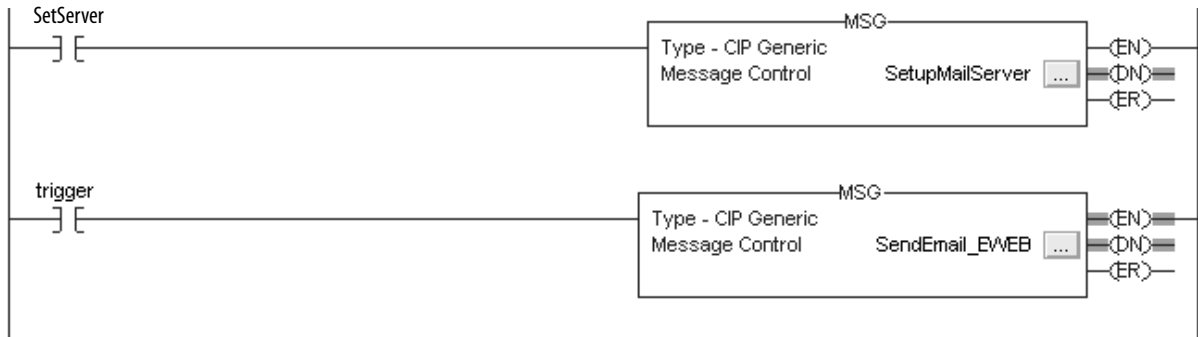 SetServer
MSG
Type - CIP Generic
Message Control SetupMailServer ...
EN
DN
ER
trigger
MSG
Type - CIP Generic
Message Control SendEmail_EWEB ...
EN
DN
ER